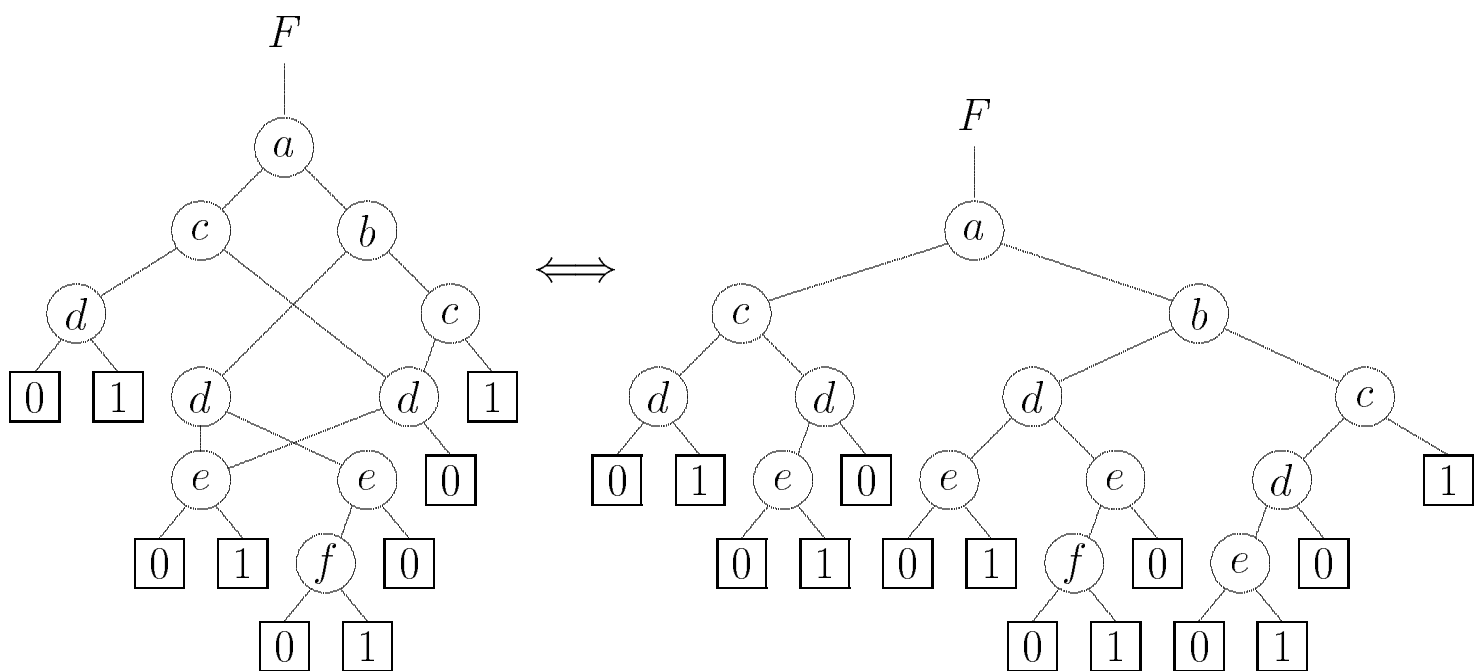 F
a
c b
d c
0 1 d d 1
e e 0
0 1 f 0
0 1
⟺
F
a
c b
d d d c
0 1 e 0 e e d 1
0 1 0 1 f 0 e 0
0 1 0 1